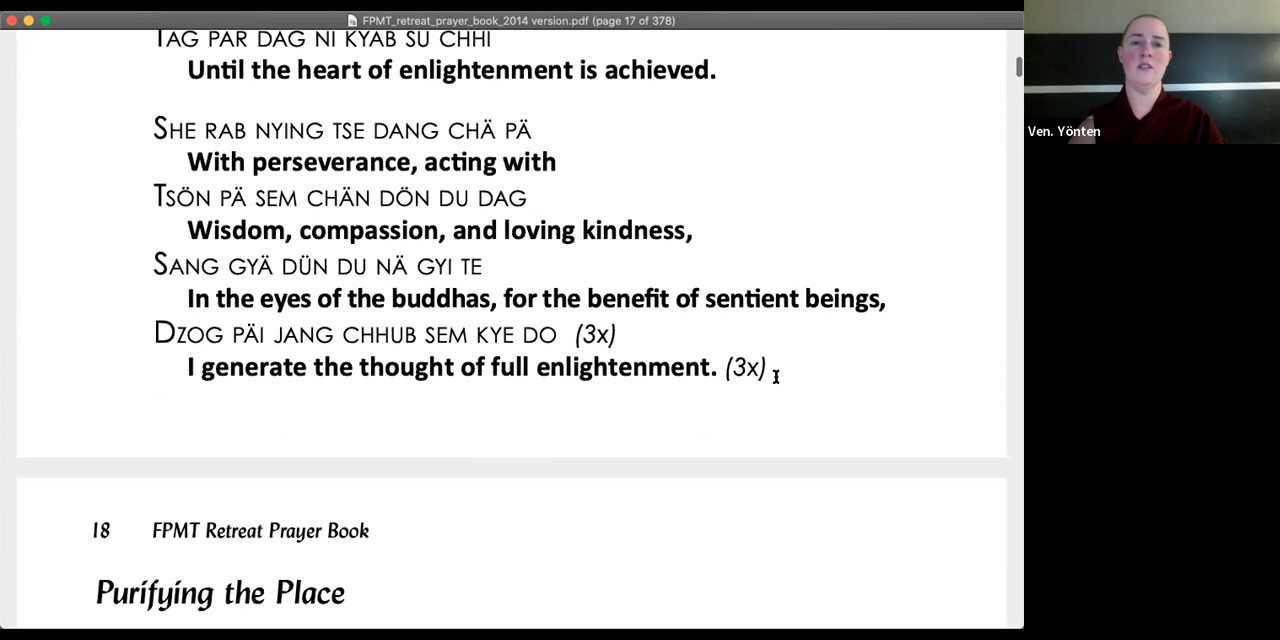 FPMT_retreat_prayer_book_2014 version.pdf (page 17 of 378)
TAG PAR DAG NI KYAB SU CHHI
Until the heart of enlightenment is achieved.
SHE RAB NYING TSE DANG CHÄ PÄ
With perseverance, acting with
TSÖN PÄ SEM CHÄN DÖN DU DAG
Wisdom, compassion, and loving kindness,
SANG GYÄ DÜN DU NÄ GYI TE
In the eyes of the buddhas, for the benefit of sentient beings,
DZOG PÄI JANG CHHUB SEM KYE DO (3x)
I generate the thought of full enlightenment. (3x)
18 FPMT Retreat Prayer Book
Purifying the Place
Ven. Yönten